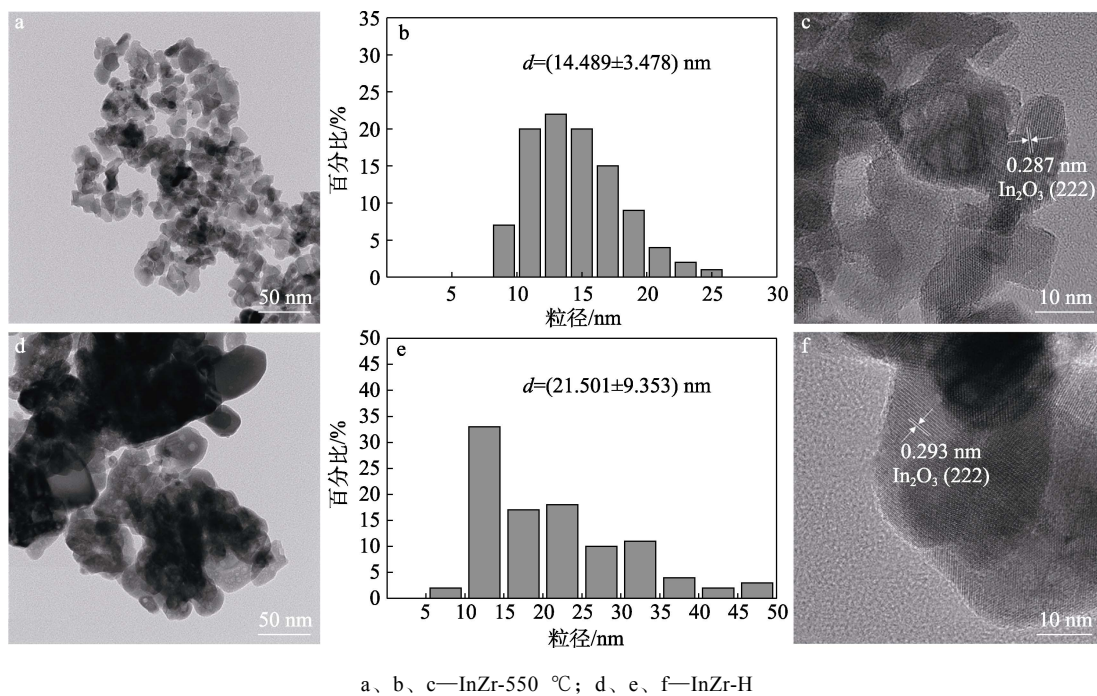 a
50 nm
b
d=(14.489±3.478) nm
百分比/%
35
30
25
20
15
10
5
0
5 10 15 20 25 30
粒径/nm
c
0.287 nm
In₂O₃ (222)
10 nm
d
50 nm
e
d=(21.501±9.353) nm
百分比/%
50
45
40
35
30
25
20
15
10
5
0
5 10 15 20 25 30 35 40 45 50
粒径/nm
f
0.293 nm
In₂O₃ (222)
10 nm
a、b、c—InZr-550 ℃；d、e、f—InZr-H